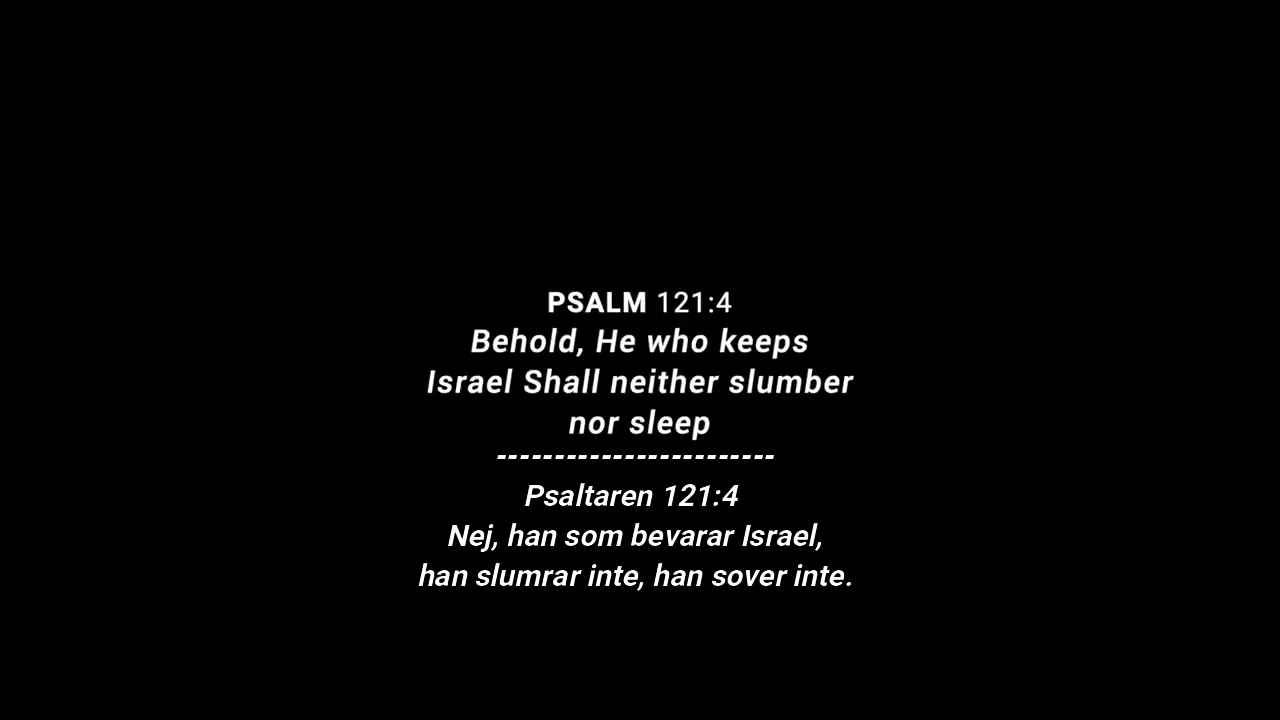 PSALM 121:4
Behold, He who keeps
Israel Shall neither slumber
nor sleep
------------------------
Psaltaren 121:4
Nej, han som bevarar Israel,
han slumrar inte, han sover inte.